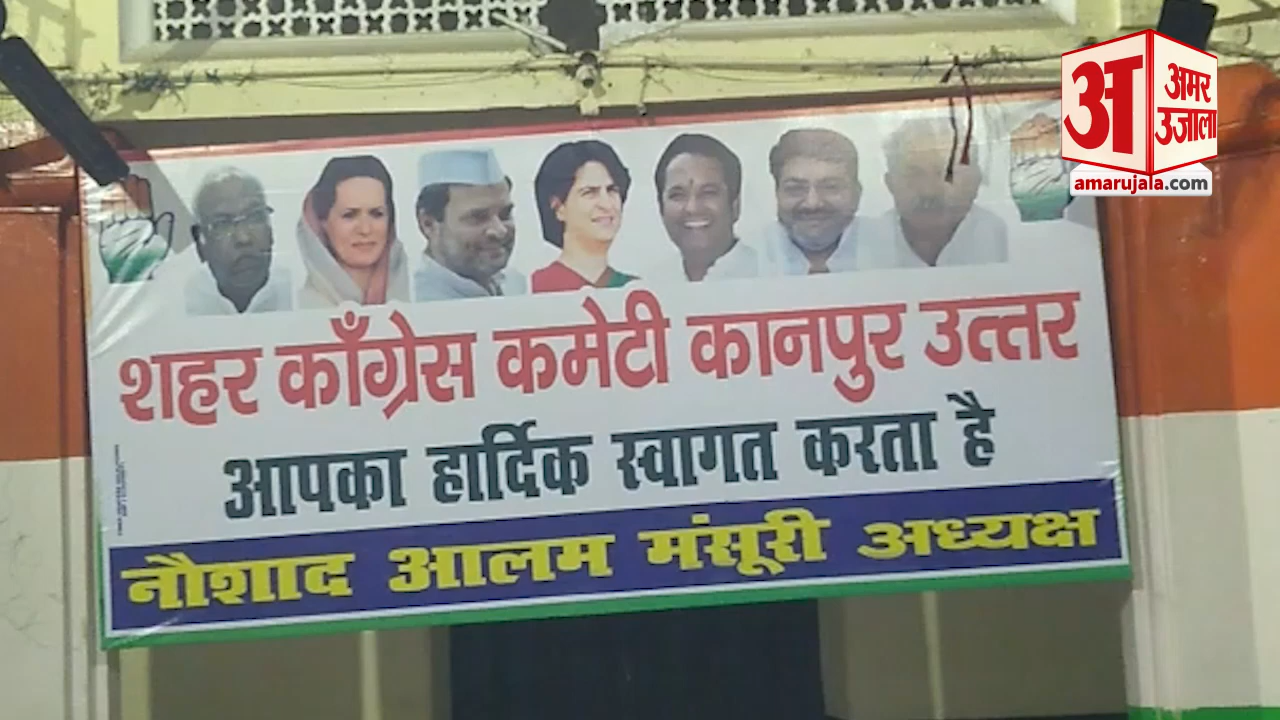 अ
अमर
उजाला
amarujala.com
शहर काँग्रेस कमेटी कानपुर उत्तर
आपका हार्दिक स्वागत करता है
नौशाद आलम मंसूरी अध्यक्ष